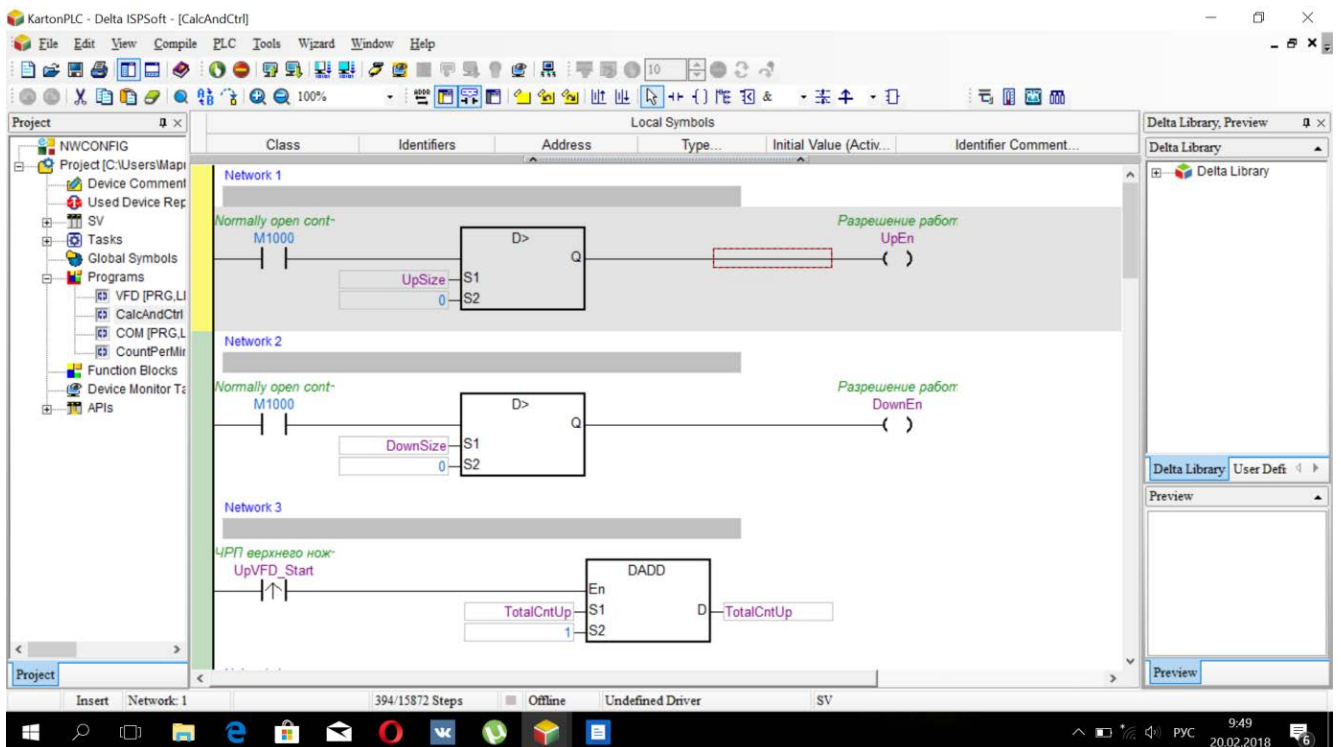 KartonPLC - Delta ISPSoft - [CalcAndCtrl]
File Edit View Compile PLC Tools Wizard Window Help
10
100%
&
Project
NWCONFIG
Project [C:\Users\Мари
Device Comment
Used Device Rep
SV
Tasks
Global Symbols
Programs
VFD [PRG,LI
CalcAndCtrl
COM [PRG,L
CountPerMin
Function Blocks
Device Monitor Ta
APIs
Project
Local Symbols
Class Identifiers Address Type... Initial Value (Activ... Identifier Comment...
Network 1
Normally open cont-
M1000
D>
Q
UpSize S1
0 S2
Разрешение работ
UpEn
Network 2
Normally open cont-
M1000
D>
Q
DownSize S1
0 S2
Разрешение работ
DownEn
Network 3
ЧРП верхнего нож-
UpVFD_Start
DADD
En
TotalCntUp S1 D TotalCntUp
1 S2
Delta Library, Preview
Delta Library
Delta Library
Delta Library User Defi
Preview
Preview
Insert Network: 1 394/15872 Steps Offline Undefined Driver SV
РУС
9:49
20.02.2018
6